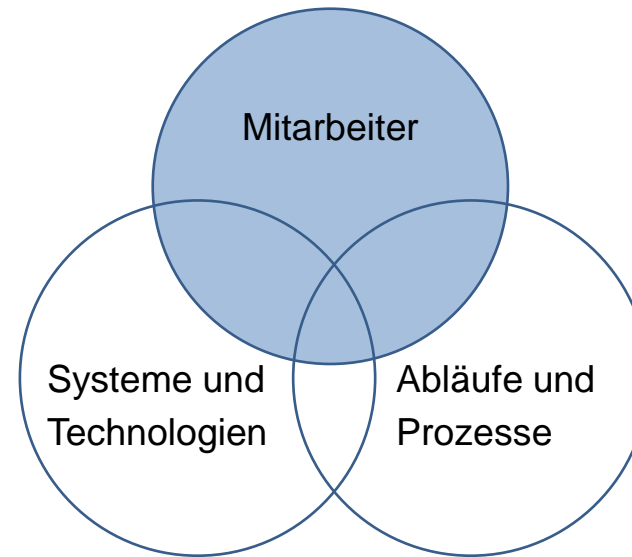 Mitarbeiter
Systeme und
Technologien
Abläufe und
Prozesse